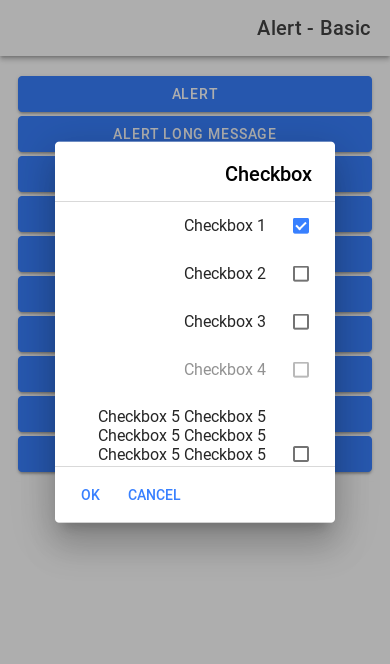 Alert - Basic
ALERT
ALERT LONG MESSAGE
Checkbox
Checkbox 1
Checkbox 2
Checkbox 3
Checkbox 4
Checkbox 5 Checkbox 5
Checkbox 5 Checkbox 5
Checkbox 5 Checkbox 5
OK
CANCEL